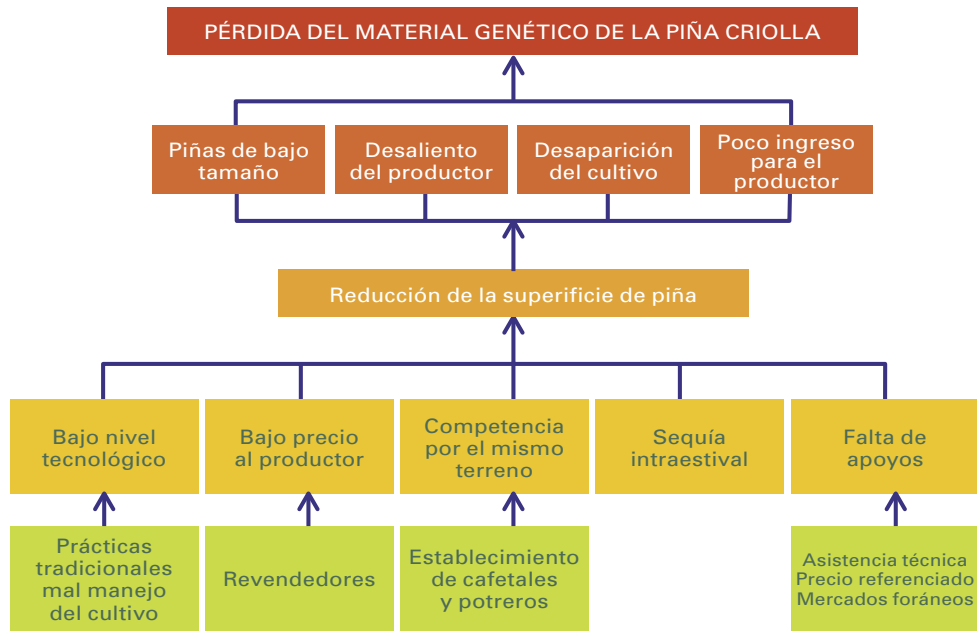 PÉRDIDA DEL MATERIAL GENÉTICO DE LA PIÑA CRIOLLA
Piñas de bajo
tamaño
Desaliento
del productor
Desaparición
del cultivo
Poco ingreso
para el
productor
Reducción de la superificie de piña
Bajo nivel
tecnológico
Bajo precio
al productor
Competencia
por el mismo
terreno
Sequía
intraestival
Falta de
apoyos
Prácticas
tradicionales
mal manejo
del cultivo
Revendedores
Establecimiento
de cafetales
y potreros
Asistencia técnica
Precio referenciado
Mercados foráneos